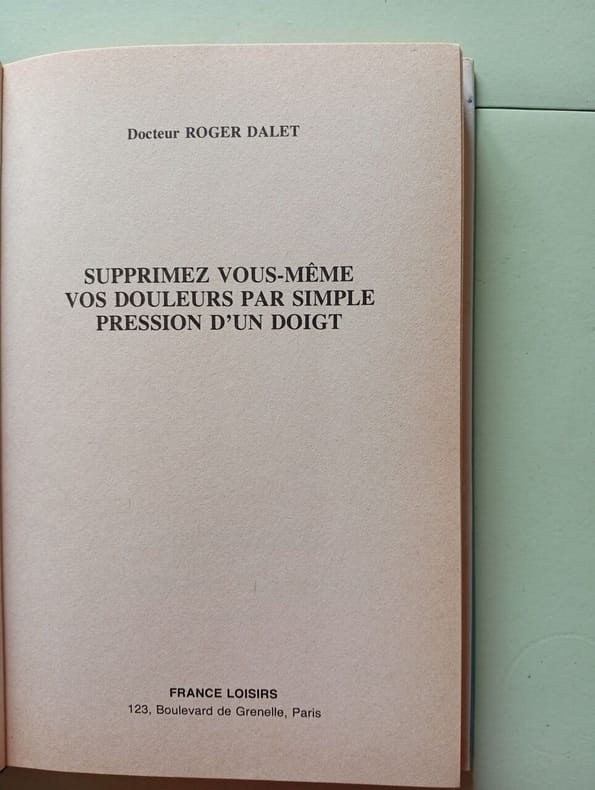 Docteur ROGER DALET
SUPPRIMEZ VOUS-MÊME
VOS DOULEURS PAR SIMPLE
PRESSION D'UN DOIGT
FRANCE LOISIRS
123, Boulevard de Grenelle, Paris